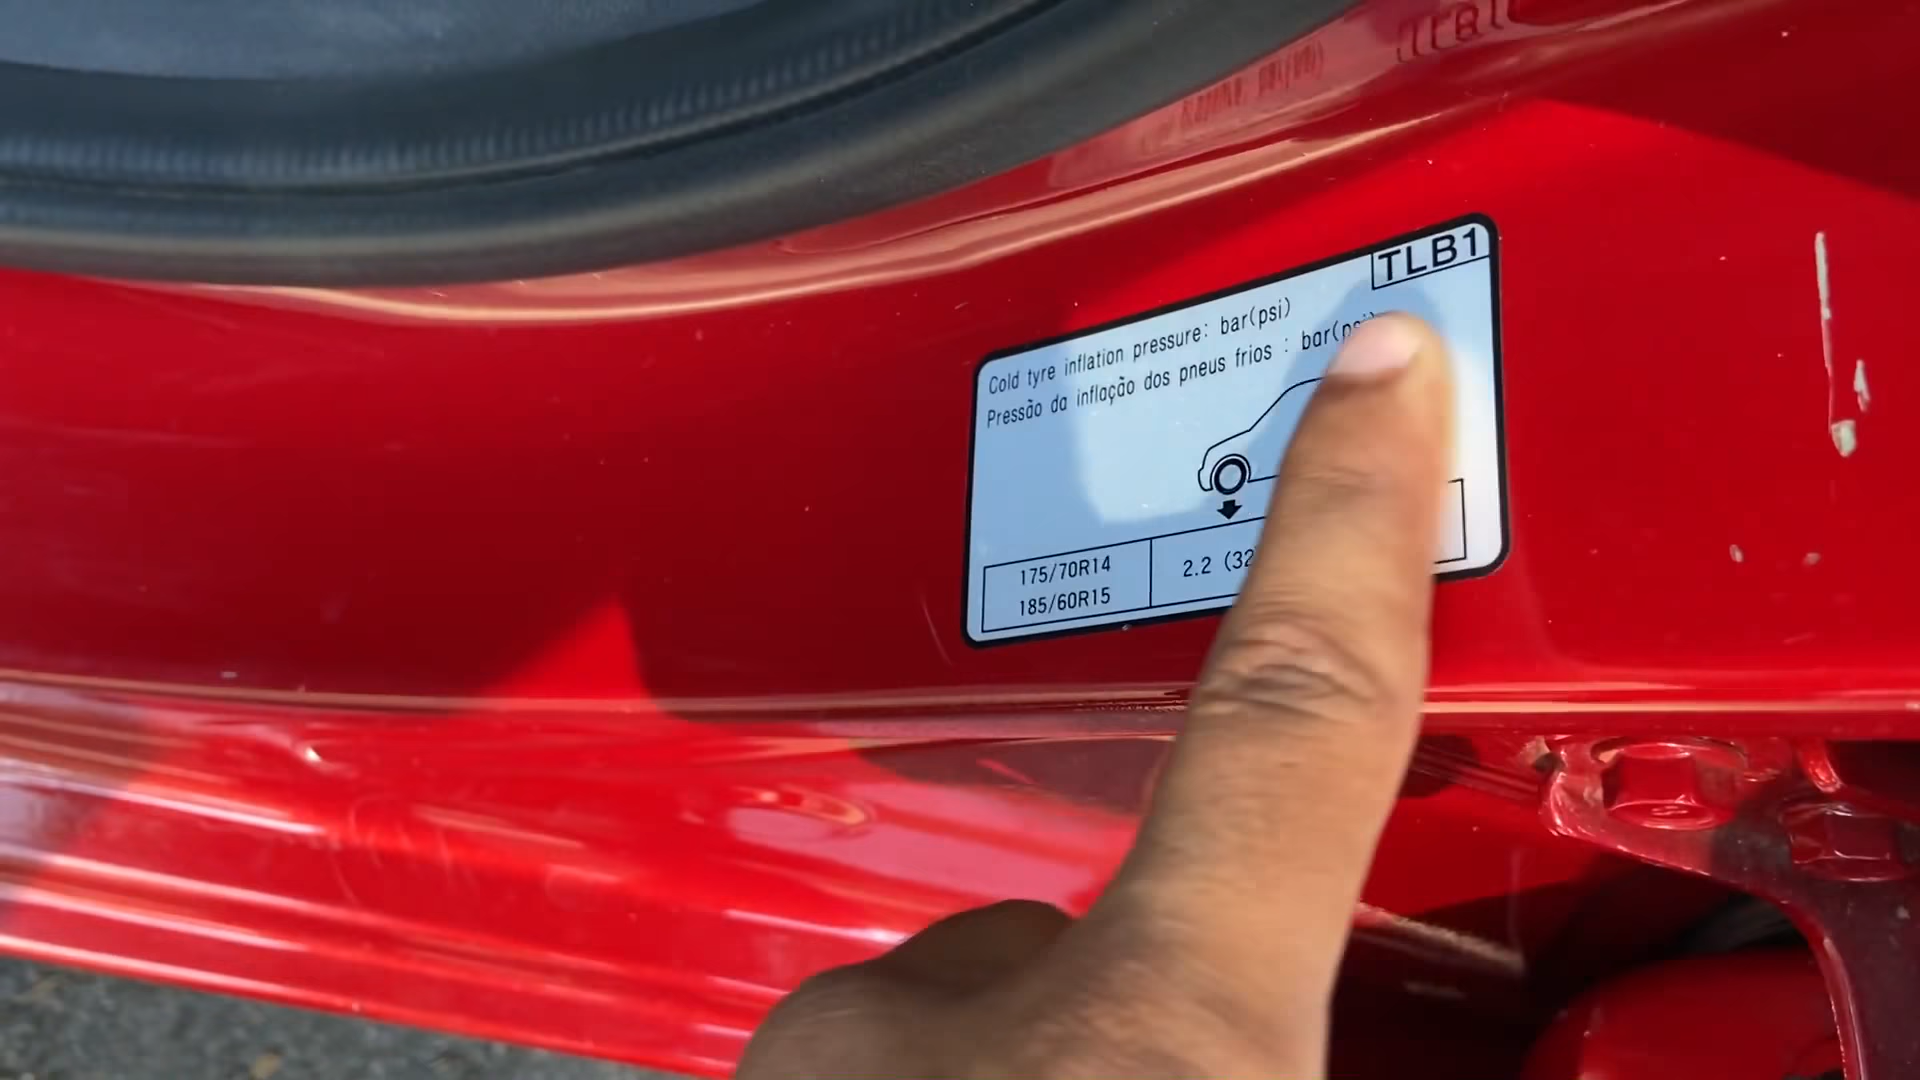 TLB1
Cold tyre inflation pressure: bar(psi)
Pressão da inflação dos pneus frios : bar(psi)
175/70R14
185/60R15
2.2 (32